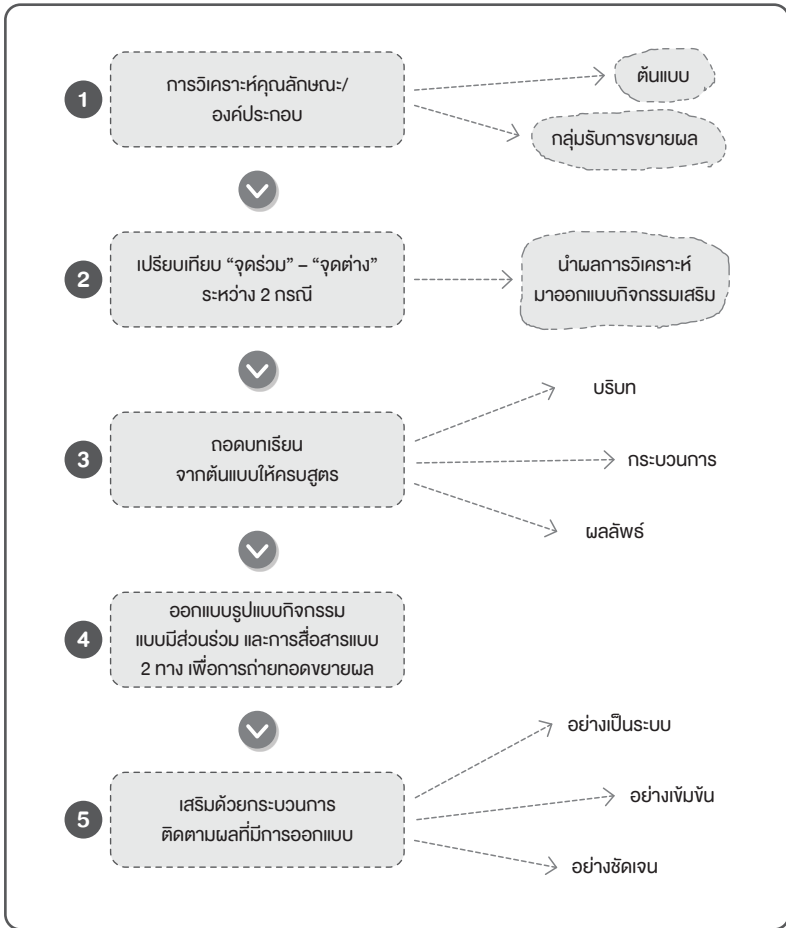 1
การวิเคราะห์คุณลักษณะ/
องค์ประกอบ
ต้นแบบ
กลุ่มรับการขยายผล
2
เปรียบเทียบ “จุดร่วม” – “จุดต่าง”
ระหว่าง 2 กรณี
นำผลการวิเคราะห์
มาออกแบบกิจกรรมเสริม
3
ถอดบทเรียน
จากต้นแบบให้ครบสูตร
บริบท
กระบวนการ
ผลลัพธ์
4
ออกแบบรูปแบบกิจกรรม
แบบมีส่วนร่วม และการสื่อสารแบบ
2 ทาง เพื่อการถ่ายทอดขยายผล
5
เสริมด้วยกระบวนการ
ติดตามผลที่มีการออกแบบ
อย่างเป็นระบบ
อย่างเข้มข้น
อย่างชัดเจน